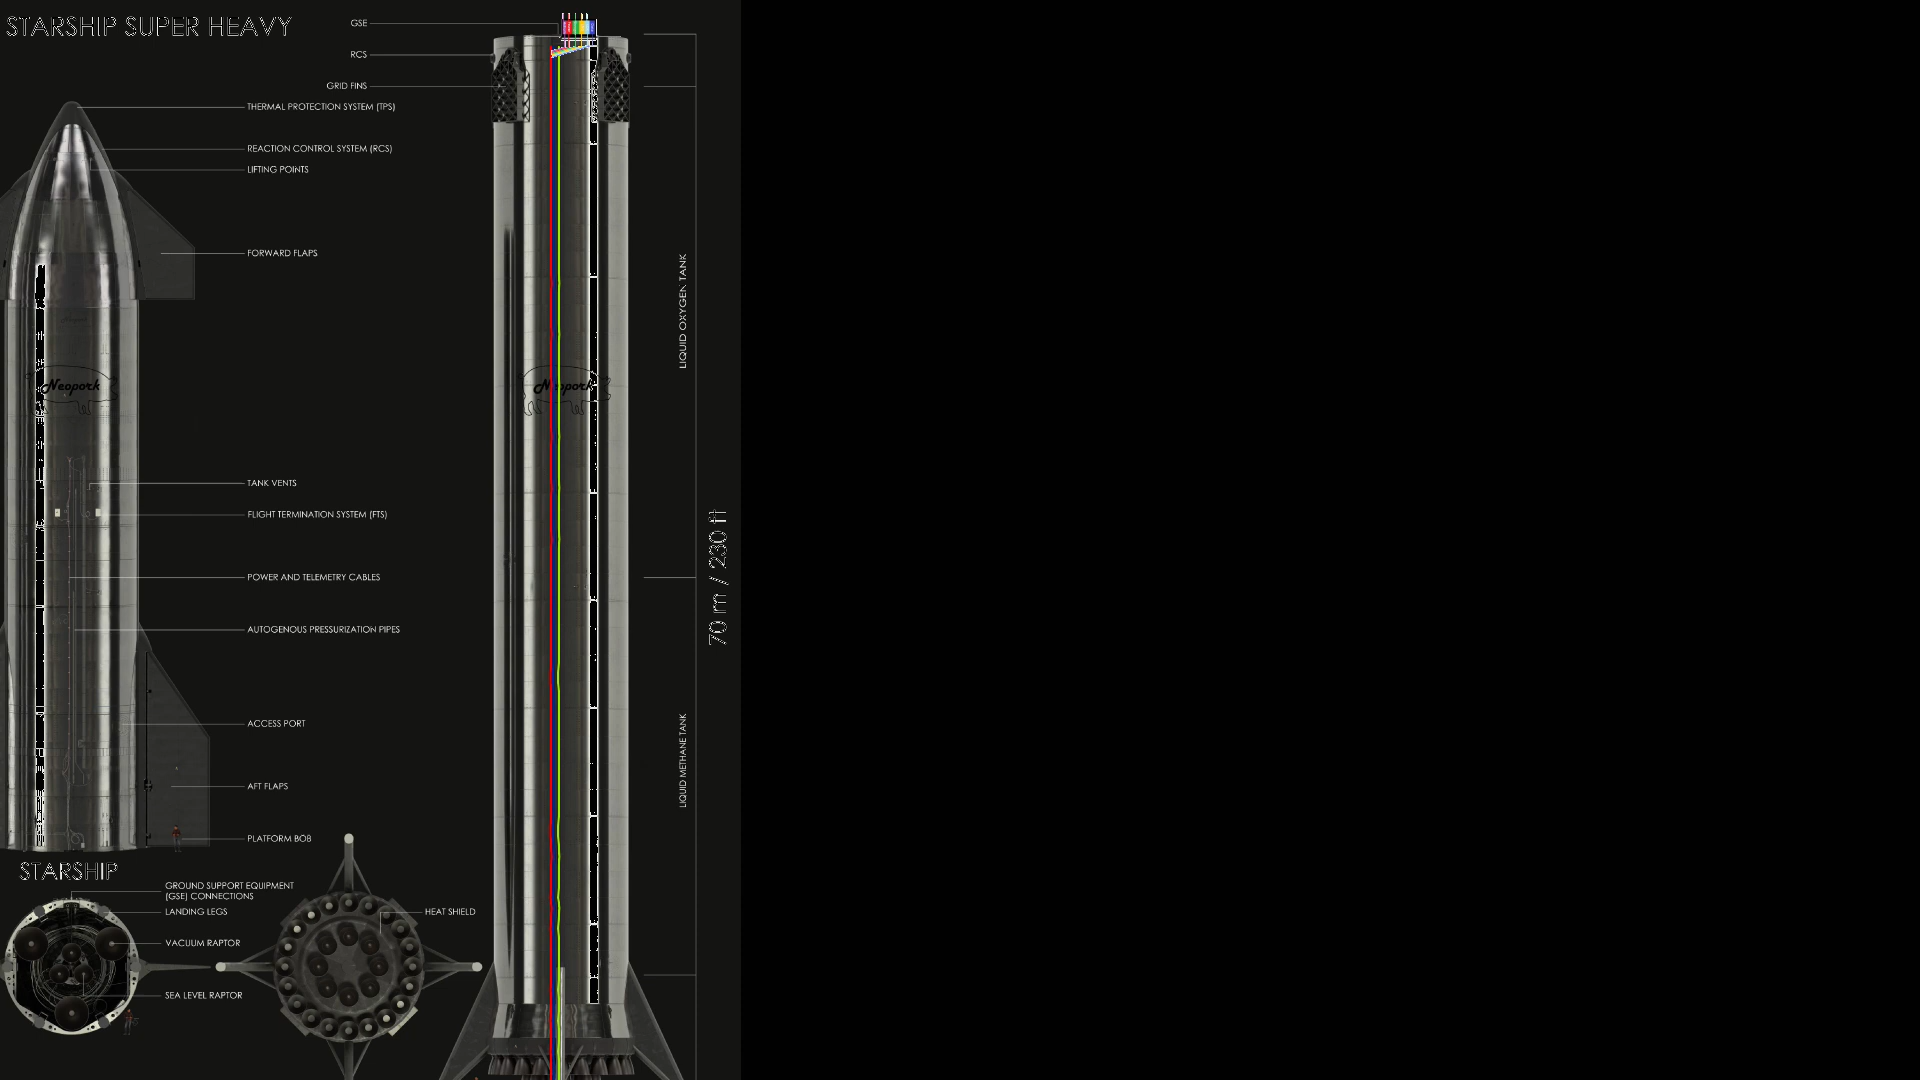 STARSHIP SUPER HEAVY
GSE
RCS
GRID FINS
THERMAL PROTECTION SYSTEM (TPS)
REACTION CONTROL SYSTEM (RCS)
LIFTING POINTS
FORWARD FLAPS
Neopork
TANK VENTS
FLIGHT TERMINATION SYSTEM (FTS)
POWER AND TELEMETRY CABLES
AUTOGENOUS PRESSURIZATION PIPES
ACCESS PORT
AFT FLAPS
PLATFORM BOB
STARSHIP
GROUND SUPPORT EQUIPMENT
(GSE) CONNECTIONS
LANDING LEGS
VACUUM RAPTOR
SEA LEVEL RAPTOR
HEAT SHIELD
Neopork
LIQUID OXYGEN TANK
LIQUID METHANE TANK
70 m / 230 ft